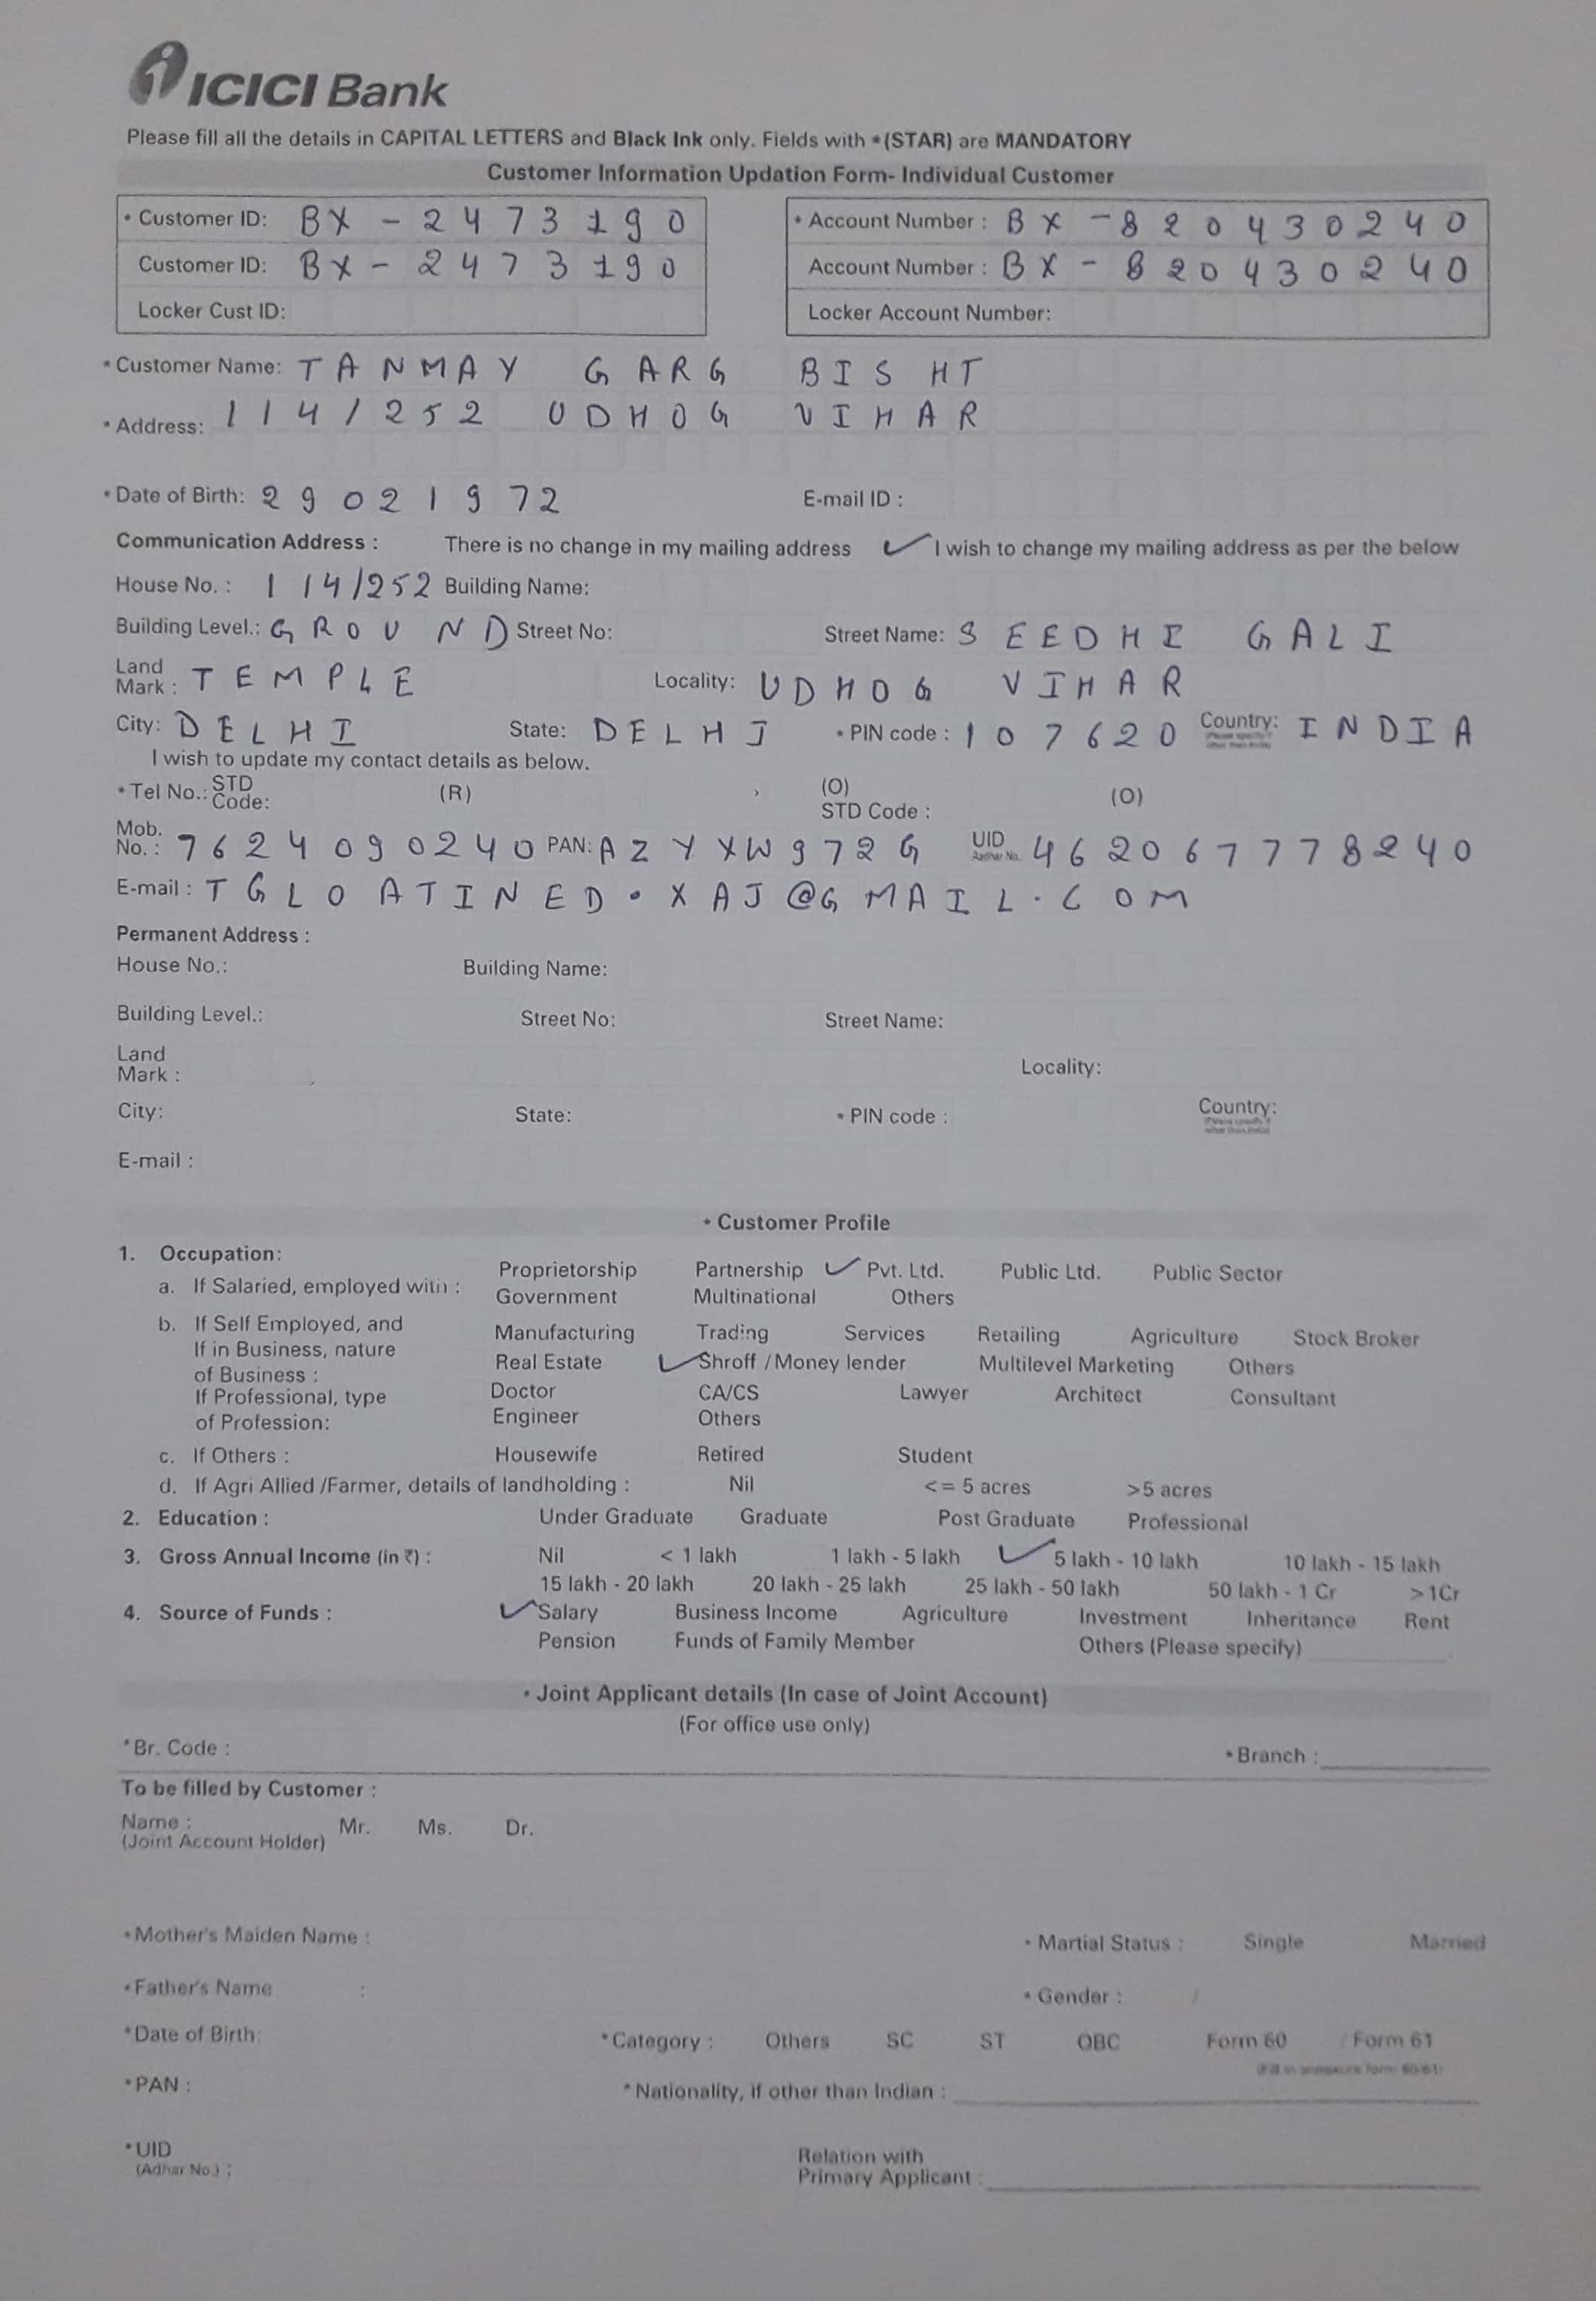 ICICI Bank
Please fill all the details in CAPITAL LETTERS and Black Ink only. Fields with *(STAR) are MANDATORY
Customer Information Updation Form- Individual Customer
* Customer ID: BX - 2473190 * Account Number : BX - 820430240
Customer ID: BX - 2473190 Account Number : BX - 820430240
Locker Cust ID: Locker Account Number:
* Customer Name: TANMAY GARG BISHT
* Address: 114/252 UDHOG VIHAR
* Date of Birth: 29021972 E-mail ID :
Communication Address : There is no change in my mailing address ✓ I wish to change my mailing address as per the below
House No. : 114/252 Building Name:
Building Level.: GROUND Street No: Street Name: SEEDHI GALI
Land Mark : TEMPLE Locality: UDHOG VIHAR
City: DELHI State: DELHI * PIN code : 107620 Country: INDIA
I wish to update my contact details as below.
* Tel No.: STD Code: (R) (O) STD Code : (O)
Mob. No. : 7624090240 PAN: AZYXW972G UID Aadhar No. 462067778240
E-mail : TGLOATINED.XAJ@GMAIL.COM
Permanent Address :
House No.: Building Name:
Building Level.: Street No: Street Name:
Land Mark : Locality:
City: State: * PIN code : Country:
E-mail :
* Customer Profile
1. Occupation:
a. If Salaried, employed with : Proprietorship Partnership ✓ Pvt. Ltd. Public Ltd. Public Sector
Government Multinational Others
b. If Self Employed, and If in Business, nature of Business : Manufacturing Trading Services Retailing Agriculture Stock Broker
Real Estate ✓ Shroff /Money lender Multilevel Marketing Others
If Professional, type of Profession: Doctor CA/CS Lawyer Architect Consultant
Engineer Others
c. If Others : Housewife Retired Student
d. If Agri Allied /Farmer, details of landholding : Nil <= 5 acres >5 acres
2. Education : Under Graduate Graduate Post Graduate Professional
3. Gross Annual Income (in ₹) : Nil < 1 lakh 1 lakh - 5 lakh ✓ 5 lakh - 10 lakh 10 lakh - 15 lakh
15 lakh - 20 lakh 20 lakh - 25 lakh 25 lakh - 50 lakh 50 lakh - 1 Cr >1Cr
4. Source of Funds : ✓ Salary Business Income Agriculture Investment Inheritance Rent
Pension Funds of Family Member Others (Please specify)
* Joint Applicant details (In case of Joint Account)
(For office use only)
*Br. Code : * Branch :
To be filled by Customer :
Name : Mr. Ms. Dr.
(Joint Account Holder)
* Mother's Maiden Name : * Martial Status : Single Married
* Father's Name : * Gender :
*Date of Birth: *Category : Others SC ST OBC Form 60 / Form 61
*PAN : * Nationality, if other than Indian :
*UID Relation with
(Adhar No.) : Primary Applicant :